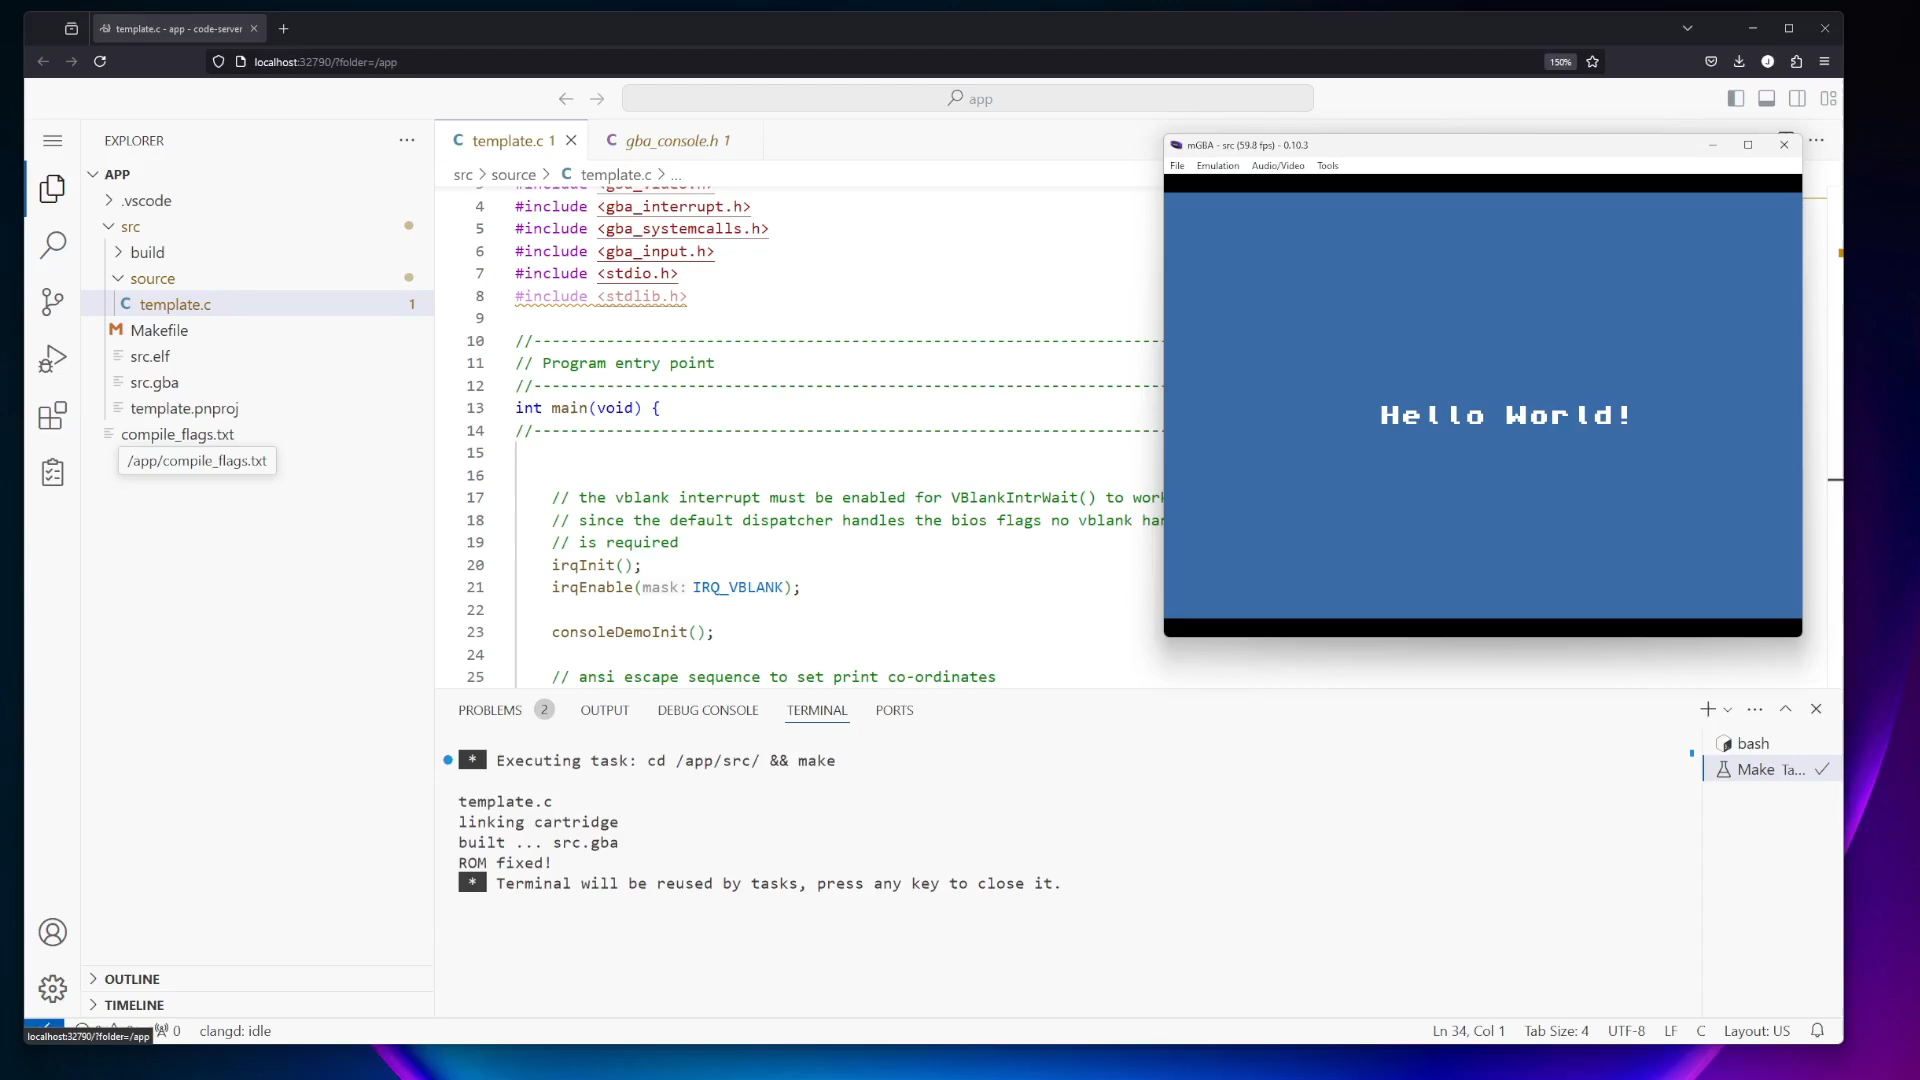 template.c - app - code-server
localhost:32790/?folder=/app
150%
app
EXPLORER
APP
.vscode
src
build
source
C template.c 1
M Makefile
src.elf
src.gba
template.pnproj
compile_flags.txt
/app/compile_flags.txt
OUTLINE
TIMELINE
C template.c 1
C gba_console.h 1
src > source > C template.c > ...
4 #include <gba_interrupt.h>
5 #include <gba_systemcalls.h>
6 #include <gba_input.h>
7 #include <stdio.h>
8 #include <stdlib.h>
9
10 //----------------------------------------------------------------------
11 // Program entry point
12 //----------------------------------------------------------------------
13 int main(void) {
14 //----------------------------------------------------------------------
15
16
17 // the vblank interrupt must be enabled for VBlankIntrWait() to work
18 // since the default dispatcher handles the bios flags no vblank han
19 // is required
20 irqInit();
21 irqEnable(mask: IRQ_VBLANK);
22
23 consoleDemoInit();
24
25 // ansi escape sequence to set print co-ordinates
mGBA - src (59.8 fps) - 0.10.3
File Emulation Audio/Video Tools
Hello World!
PROBLEMS 2 OUTPUT DEBUG CONSOLE TERMINAL PORTS
* Executing task: cd /app/src/ && make
template.c
linking cartridge
built ... src.gba
ROM fixed!
* Terminal will be reused by tasks, press any key to close it.
bash
Make Ta...
0 clangd: idle
Ln 34, Col 1 Tab Size: 4 UTF-8 LF C Layout: US
localhost:32790/?folder=/app